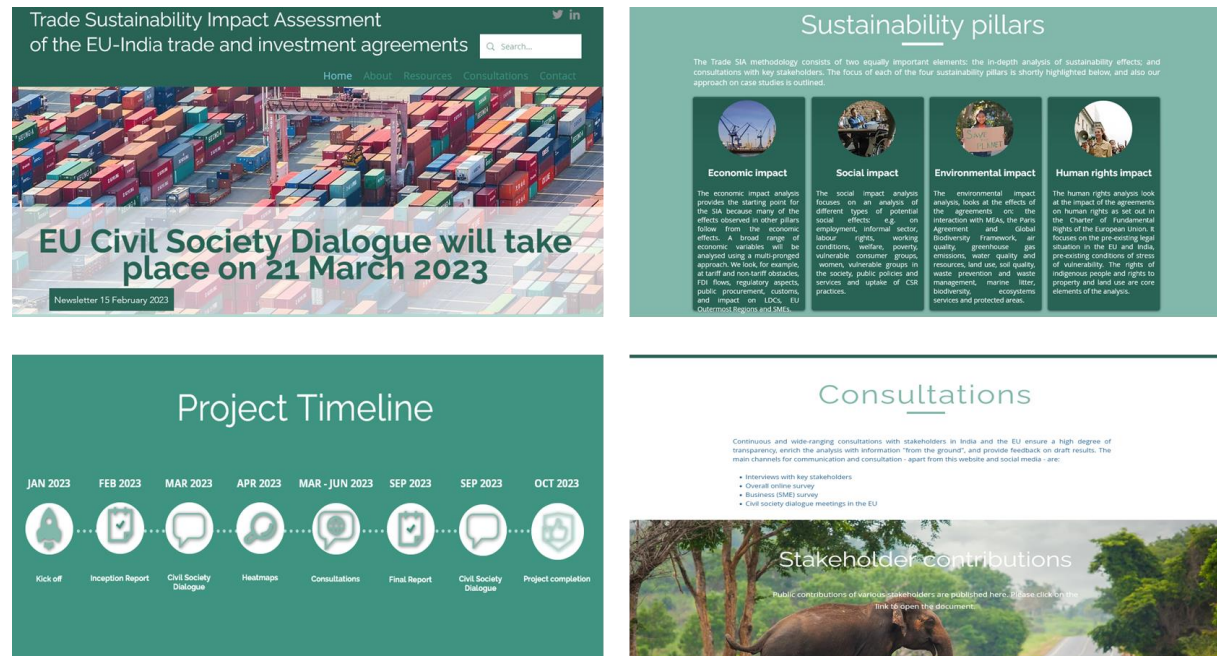 Trade Sustainability Impact Assessment
of the EU-India trade and investment agreements
Search...
Home About Resources Consultations Contact
EU Civil Society Dialogue will take
place on 21 March 2023
Newsletter 15 February 2023
Sustainability pillars
The Trade SIA methodology consists of two equally important elements: the in-depth analysis of sustainability effects; and
consultations with key stakeholders. The focus of each of the four sustainability pillars is shortly highlighted below, and also our
approach on case studies is outlined.
Economic impact
The economic impact analysis
provides the starting point for
the SIA because many of the
effects observed in other pillars
follow from the economic
effects. A broad range of
economic variables will be
analysed using a multi-pronged
approach. We look, for example,
at tariff and non-tariff obstacles,
FDI flows, regulatory aspects,
public procurement, customs,
and impact on LDCs, EU
Outermost Regions and SMEs.
Social impact
The social impact analysis
focuses on an analysis of
different types of potential
social effects: e.g. on
employment, informal sector,
labour rights, working
conditions, welfare, poverty,
vulnerable consumer groups,
women, vulnerable groups in
the society, public policies and
services and uptake of CSR
practices.
SAVE
PLANET
Environmental impact
The environmental impact
analysis, looks at the effects of
the agreements on: the
interaction with MEAs, the Paris
Agreement and Global
Biodiversity Framework, air
quality, greenhouse gas
emissions, water quality and
resources, land use, soil quality,
waste prevention and waste
management, marine litter,
biodiversity, ecosystems
services and protected areas.
Human rights impact
The human rights analysis look
at the impact of the agreements
on human rights as set out in
the Charter of Fundamental
Rights of the European Union. It
focuses on the pre-existing legal
situation in the EU and India,
pre-existing conditions of stress
of vulnerability. The rights of
indigenous people and rights to
property and land use are core
elements of the analysis.
Project Timeline
JAN 2023 FEB 2023 MAR 2023 APR 2023 MAR - JUN 2023 SEP 2023 SEP 2023 OCT 2023
Kick off Inception Report Civil Society Heatmaps Consultations Final Report Civil Society Project completion
Dialogue Dialogue
Consultations
Continuous and wide-ranging consultations with stakeholders in India and the EU ensure a high degree of
transparency, enrich the analysis with information "from the ground", and provide feedback on draft results. The
main channels for communication and consultation - apart from this website and social media - are:
• Interviews with key stakeholders
• Overall online survey
• Business (SME) survey
• Civil society dialogue meetings in the EU
Stakeholder contributions
Public contributions of various stakeholders are published here. Please click on the
link to open the document.